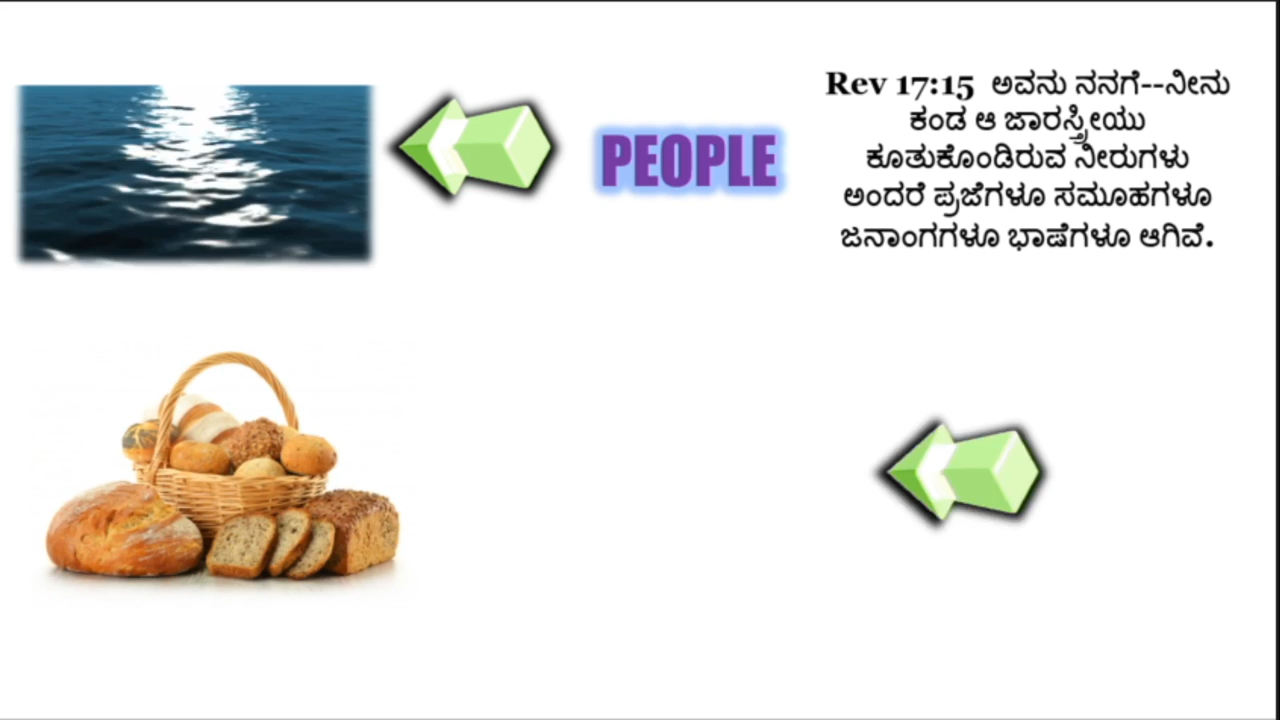 PEOPLE
Rev 17:15 ಅವನು ನನಗೆ--ನೀನು
ಕಂಡ ಆ ಜಾರಸ್ತ್ರೀಯು
ಕೂತುಕೊಂಡಿರುವ ನೀರುಗಳು
ಅಂದರೆ ಪ್ರಜೆಗಳೂ ಸಮೂಹಗಳೂ
ಜನಾಂಗಗಳೂ ಭಾಷೆಗಳೂ ಆಗಿವೆ.